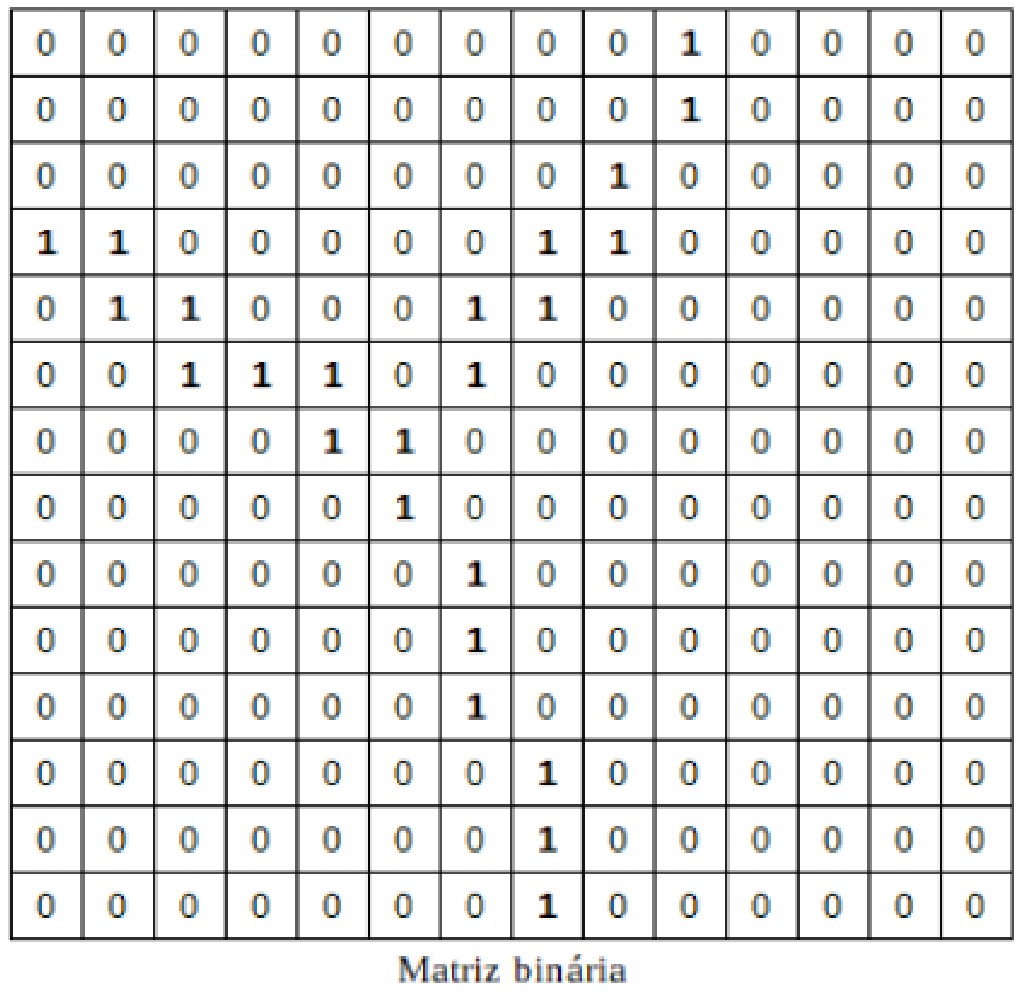 0 0 0 0 0 0 0 0 0 1 0 0 0 0
0 0 0 0 0 0 0 0 0 1 0 0 0 0
0 0 0 0 0 0 0 0 1 0 0 0 0 0
1 1 0 0 0 0 0 1 1 0 0 0 0 0
0 1 1 0 0 0 1 1 0 0 0 0 0 0
0 0 1 1 1 0 1 0 0 0 0 0 0 0
0 0 0 0 1 1 0 0 0 0 0 0 0 0
0 0 0 0 0 1 0 0 0 0 0 0 0 0
0 0 0 0 0 0 1 0 0 0 0 0 0 0
0 0 0 0 0 0 1 0 0 0 0 0 0 0
0 0 0 0 0 0 1 0 0 0 0 0 0 0
0 0 0 0 0 0 0 1 0 0 0 0 0 0
0 0 0 0 0 0 0 1 0 0 0 0 0 0
0 0 0 0 0 0 0 1 0 0 0 0 0 0
Matriz binária